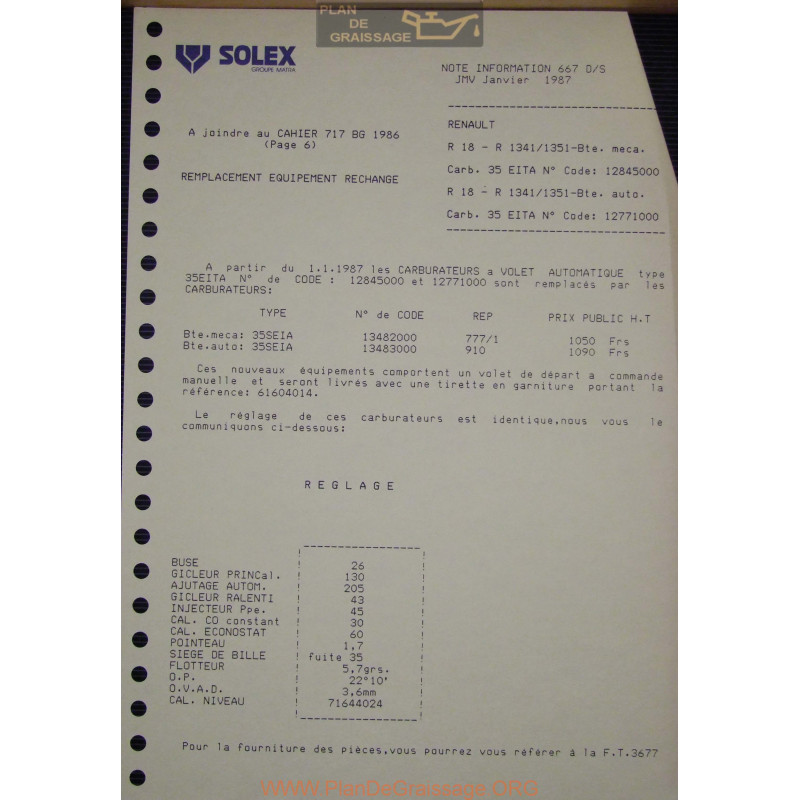 PLAN
DE
GRAISSAGE
SOLEX
GROUPE MATRA
NOTE INFORMATION 667 D/S
JMV Janvier 1987
A joindre au CAHIER 717 BG 1986
(Page 6)
REMPLACEMENT EQUIPEMENT RECHANGE
RENAULT
R 18 - R 1341/1351-Bte. meca.
Carb. 35 EITA N° Code: 12845000
R 18 - R 1341/1351-Bte. auto.
Carb. 35 EITA N° Code: 12771000
A partir du 1.1.1987 les CARBURATEURS a VOLET AUTOMATIQUE type
35EITA N° de CODE : 12845000 et 12771000 sont remplacés par les
CARBURATEURS:
TYPE N° de CODE REP PRIX PUBLIC H.T
Bte.meca: 35SEIA 13482000 777/1 1050 Frs
Bte.auto: 35SEIA 13483000 910 1090 Frs
Ces nouveaux équipements comportent un volet de départ a commande
manuelle et seront livrés avec une tirette en garniture portant la
référence: 61604014.
Le réglage de ces carburateurs est identique,nous vous le
communiquons ci-dessous:
R E G L A G E
BUSE 26
GICLEUR PRINCal. 130
AJUTAGE AUTOM. 205
GICLEUR RALENTI 43
INJECTEUR Ppe. 45
CAL. CO constant 30
CAL. ECONOSTAT 60
POINTEAU 1,7
SIEGE DE BILLE fuite 35
FLOTTEUR 5,7grs.
O.P. 22°10'
O.V.A.D. 3,6mm
CAL. NIVEAU 71644024
Pour la fourniture des pièces,vous pourrez vous référer à la F.T.3677
www.PlanDeGraissage.ORG